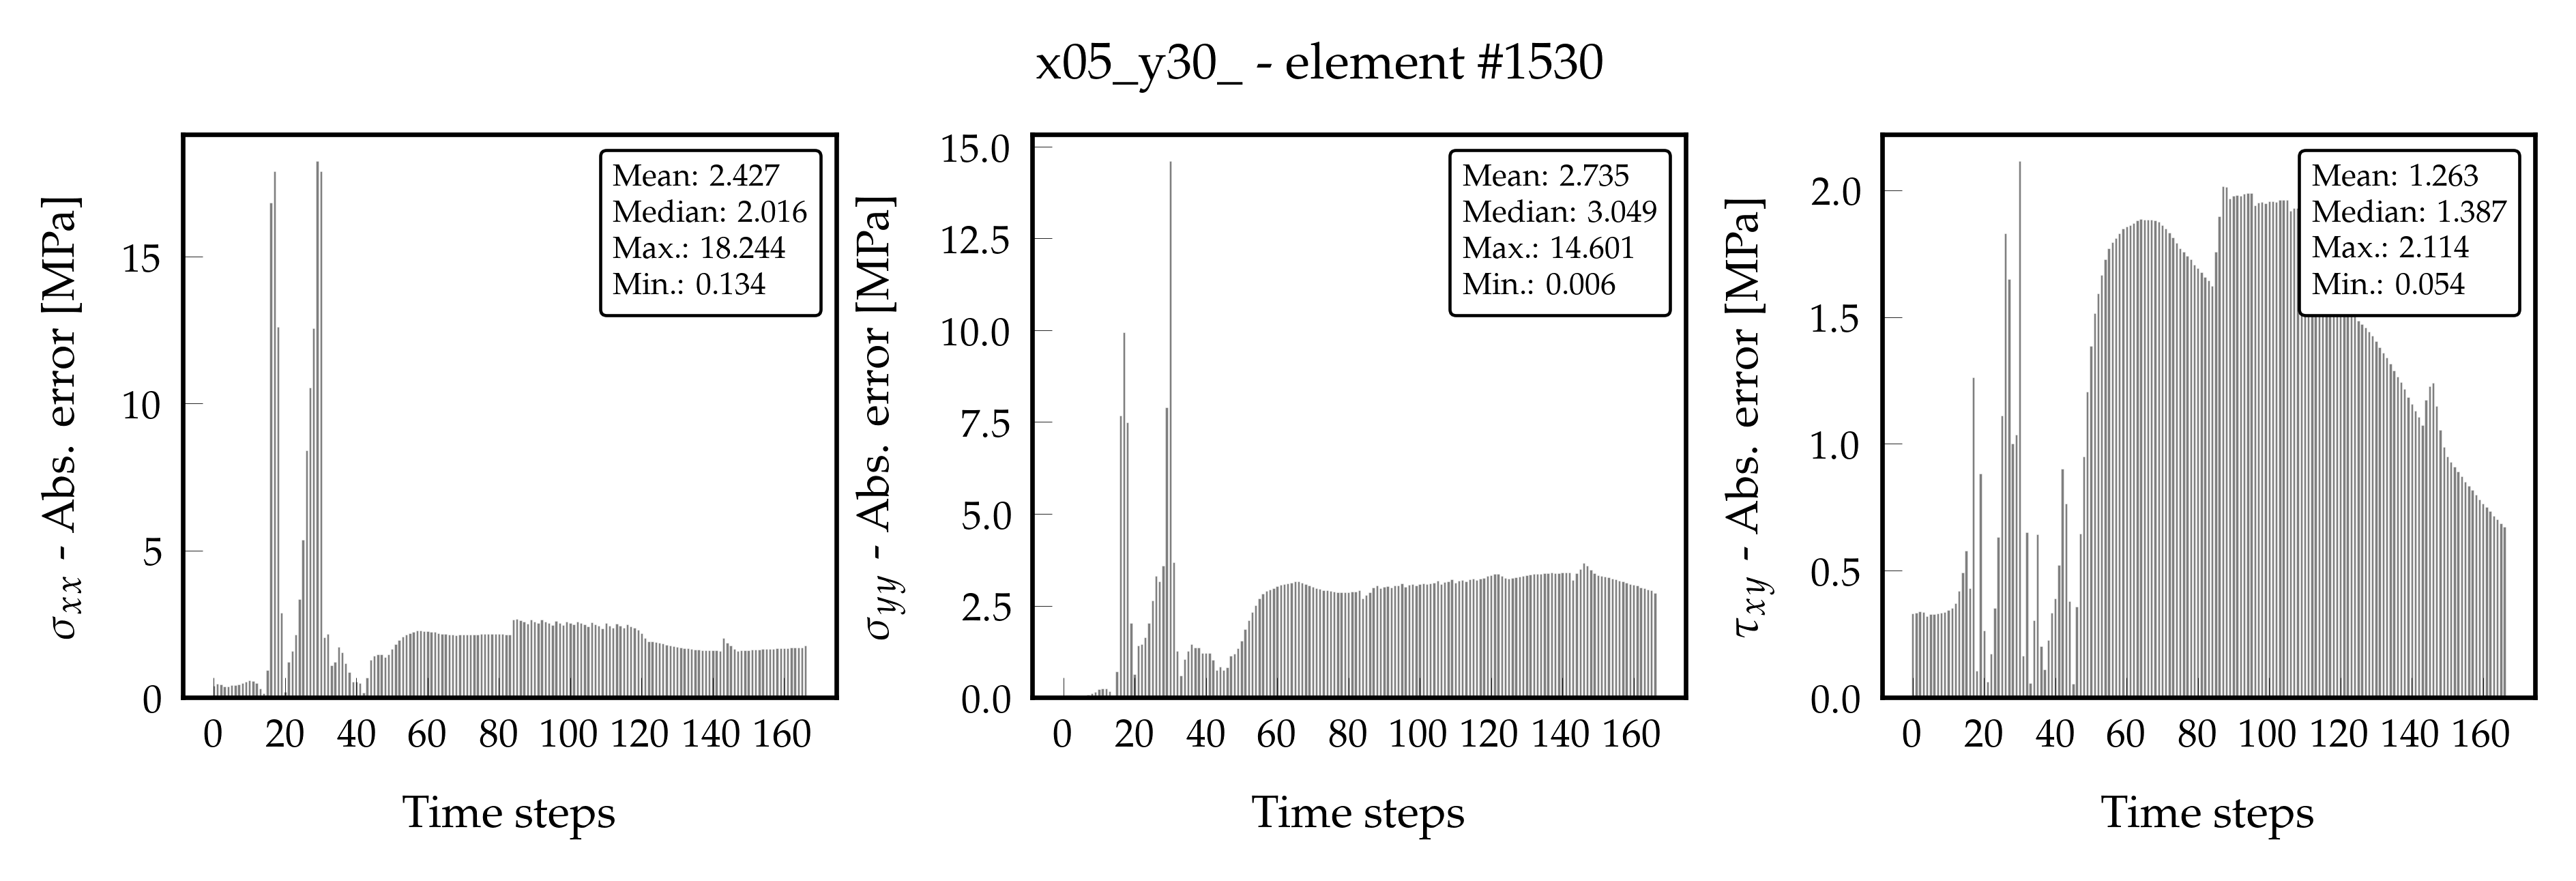 x05_y30_ - element #1530
σxx - Abs. error [MPa]
15
10
5
0
Mean: 2.427
Median: 2.016
Max.: 18.244
Min.: 0.134
0 20 40 60 80 100 120 140 160
Time steps
σyy - Abs. error [MPa]
15.0
12.5
10.0
7.5
5.0
2.5
0.0
Mean: 2.735
Median: 3.049
Max.: 14.601
Min.: 0.006
0 20 40 60 80 100 120 140 160
Time steps
τxy - Abs. error [MPa]
2.0
1.5
1.0
0.5
0.0
Mean: 1.263
Median: 1.387
Max.: 2.114
Min.: 0.054
0 20 40 60 80 100 120 140 160
Time steps